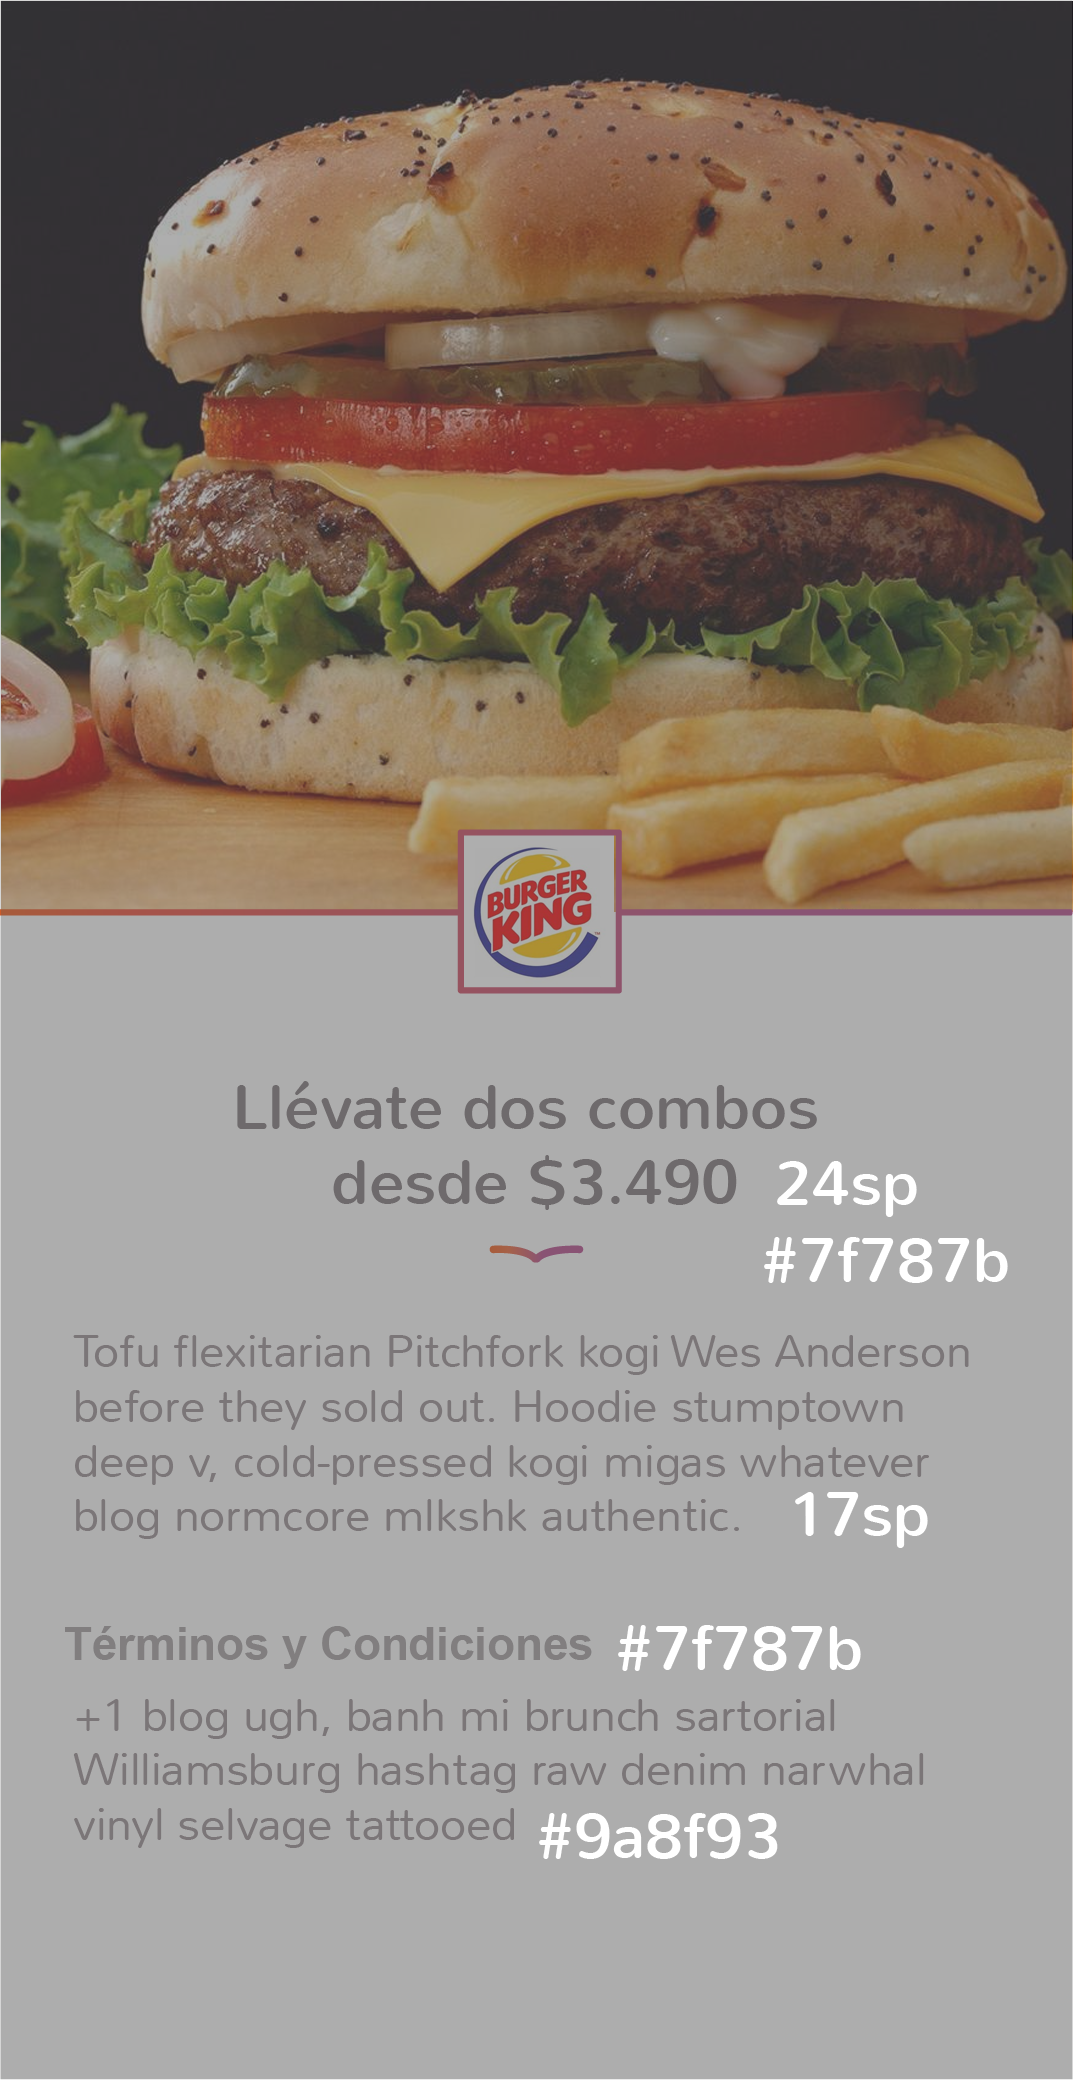 BURGER
KING
™
Llévate dos combos
desde $3.490 24sp
#7f787b
Tofu flexitarian Pitchfork kogi Wes Anderson
before they sold out. Hoodie stumptown
deep v, cold-pressed kogi migas whatever
blog normcore mlkshk authentic. 17sp
Términos y Condiciones #7f787b
+1 blog ugh, banh mi brunch sartorial
Williamsburg hashtag raw denim narwhal
vinyl selvage tattooed #9a8f93